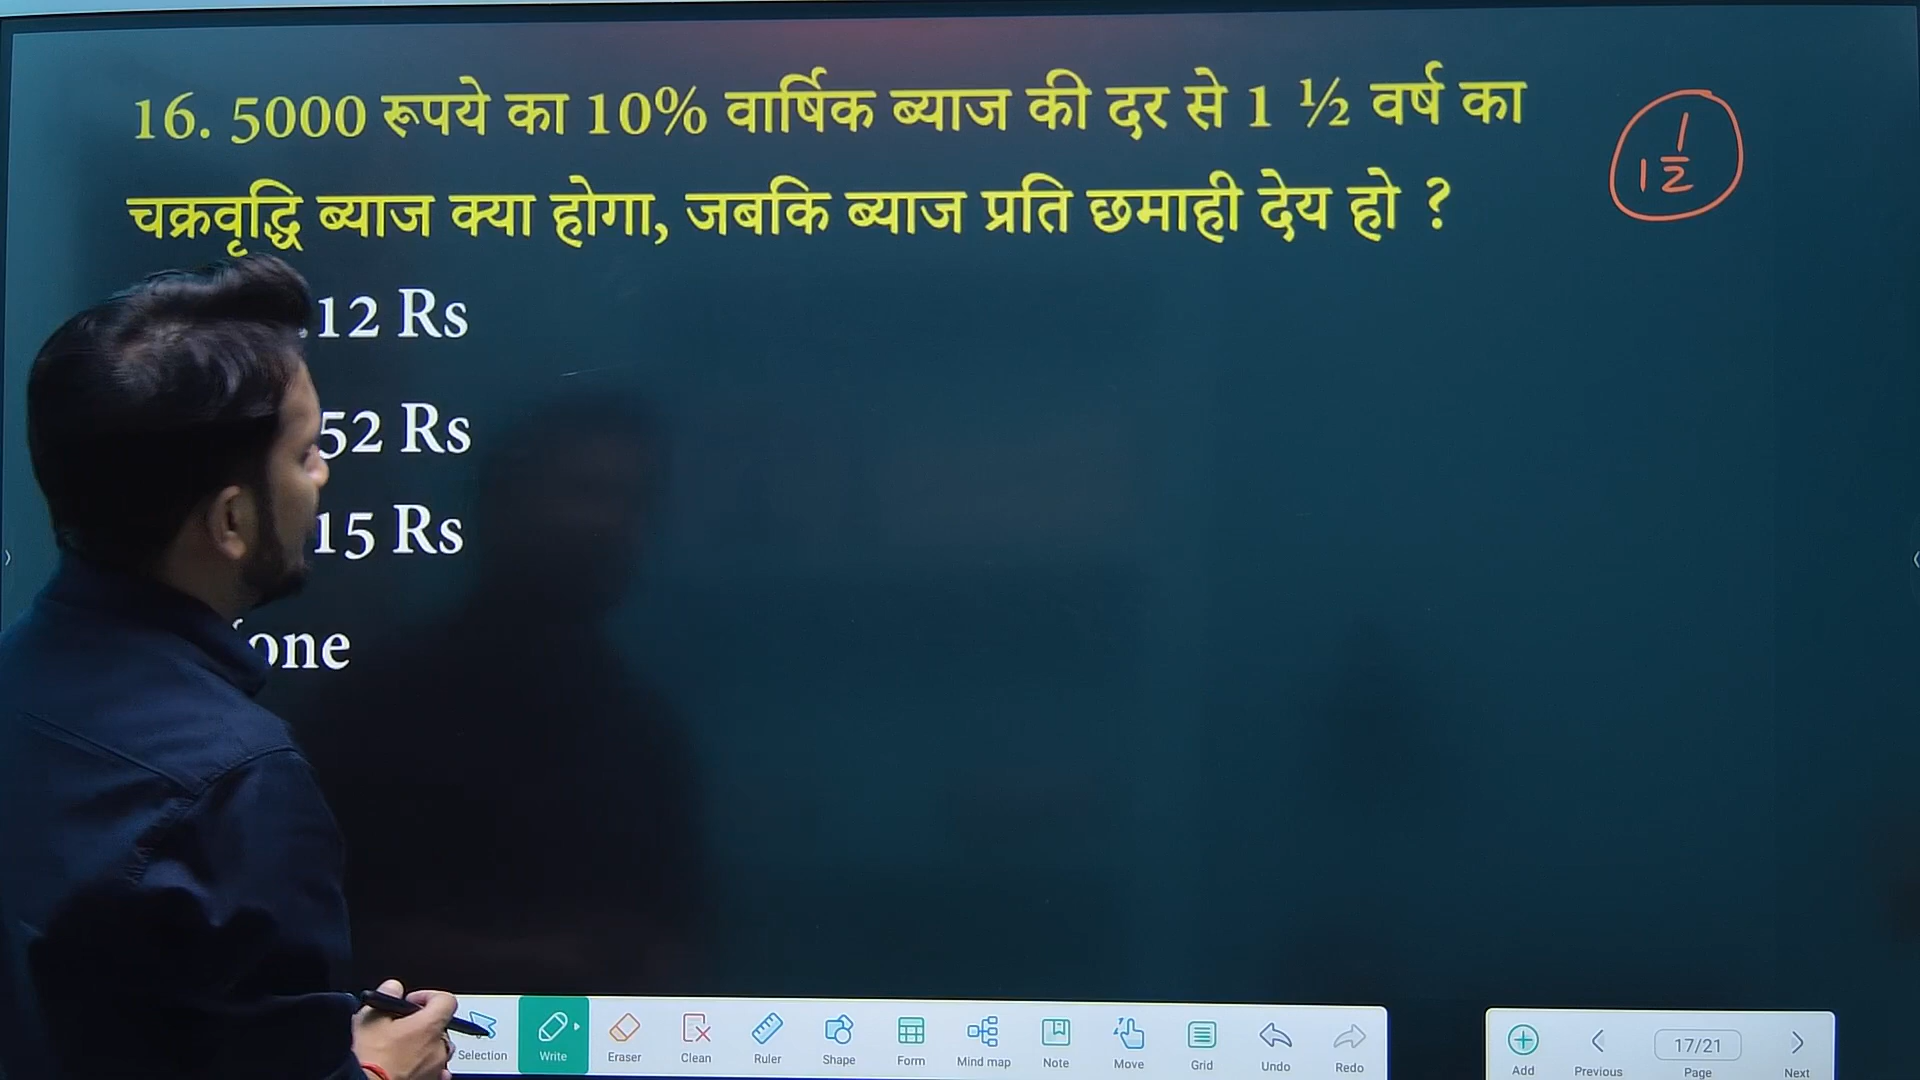 16. 5000 रूपये का 10% वार्षिक ब्याज की दर से 1 ½ वर्ष का
चक्रवृद्धि ब्याज क्या होगा, जबकि ब्याज प्रति छमाही देय हो ?
1 1/2
12 Rs
52 Rs
15 Rs
one
Selection
Write
Eraser
Clean
Ruler
Shape
Form
Mind map
Note
Move
Grid
Undo
Redo
Add
Previous
17/21
Page
Next